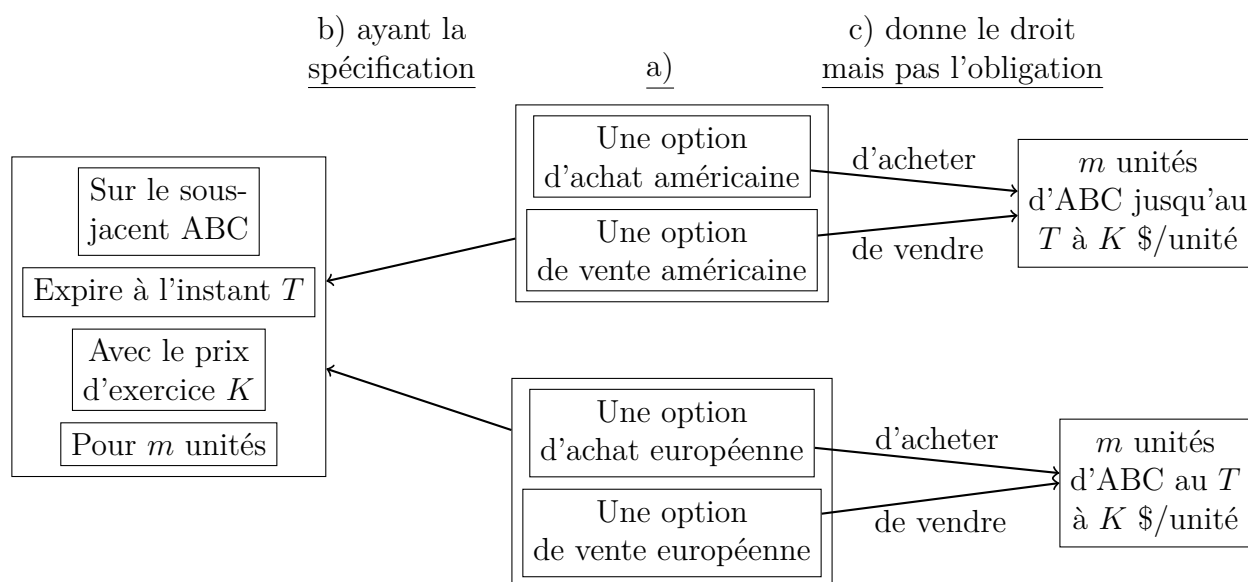 b) ayant la
spécification
a)
c) donne le droit
mais pas l'obligation
Sur le sous-
jacent ABC
Expire à l'instant T
Avec le prix
d'exercice K
Pour m unités
Une option
d'achat américaine
Une option
de vente américaine
d'acheter
de vendre
m unités
d'ABC jusqu'au
T à K $/unité
Une option
d'achat européenne
Une option
de vente européenne
d'acheter
de vendre
m unités
d'ABC au T
à K $/unité